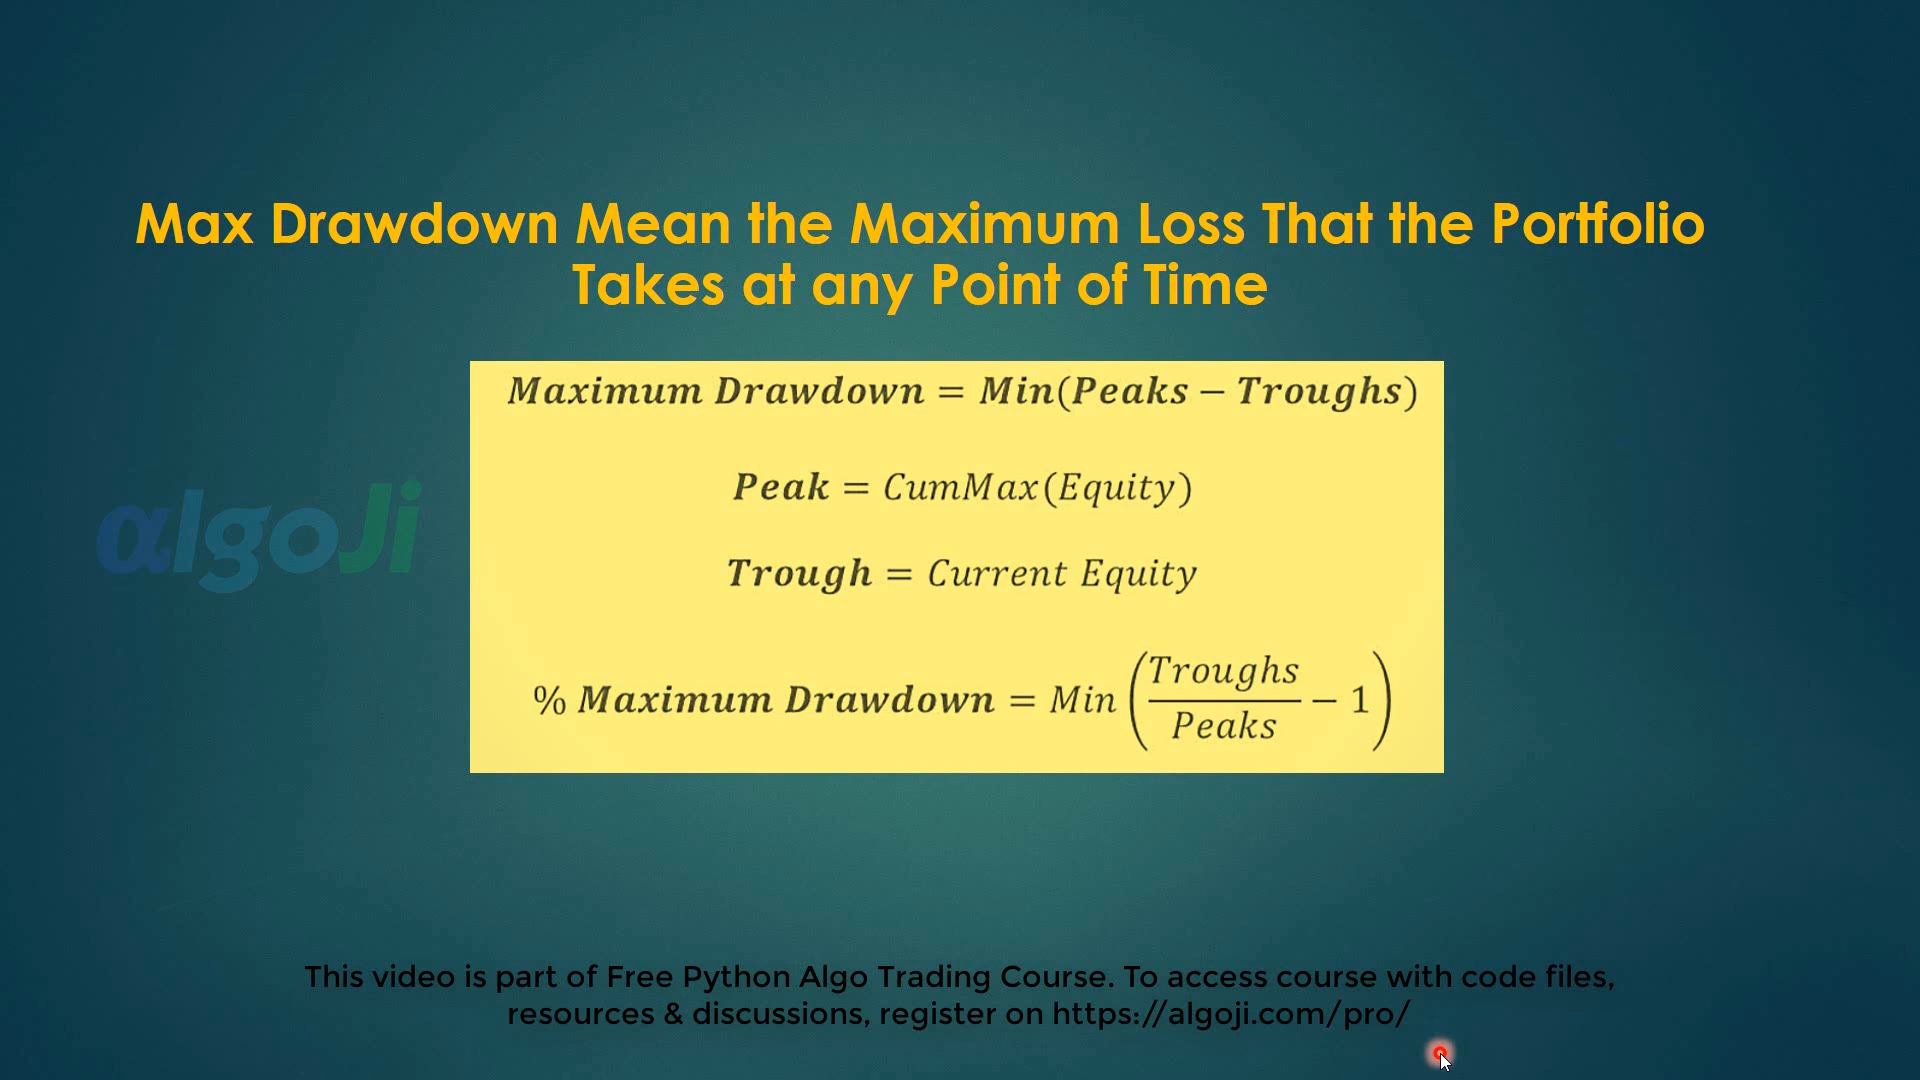 Max Drawdown Mean the Maximum Loss That the Portfolio
Takes at any Point of Time
Maximum Drawdown = Min(Peaks − Troughs)
Peak = CumMax(Equity)
αlgoJi
Trough = Current Equity
% Maximum Drawdown = Min (Troughs/Peaks − 1)
This video is part of Free Python Algo Trading Course. To access course with code files,
resources & discussions, register on https://algoji.com/pro/